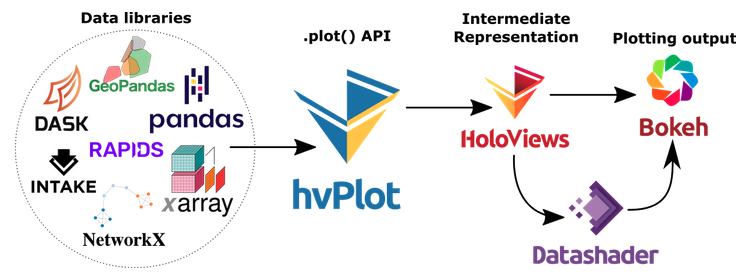 Data libraries
GeoPandas
DASK
pandas
RAPIDS
INTAKE
xarray
NetworkX
.plot() API
hvPlot
Intermediate
Representation
HoloViews
Datashader
Plotting output
Bokeh